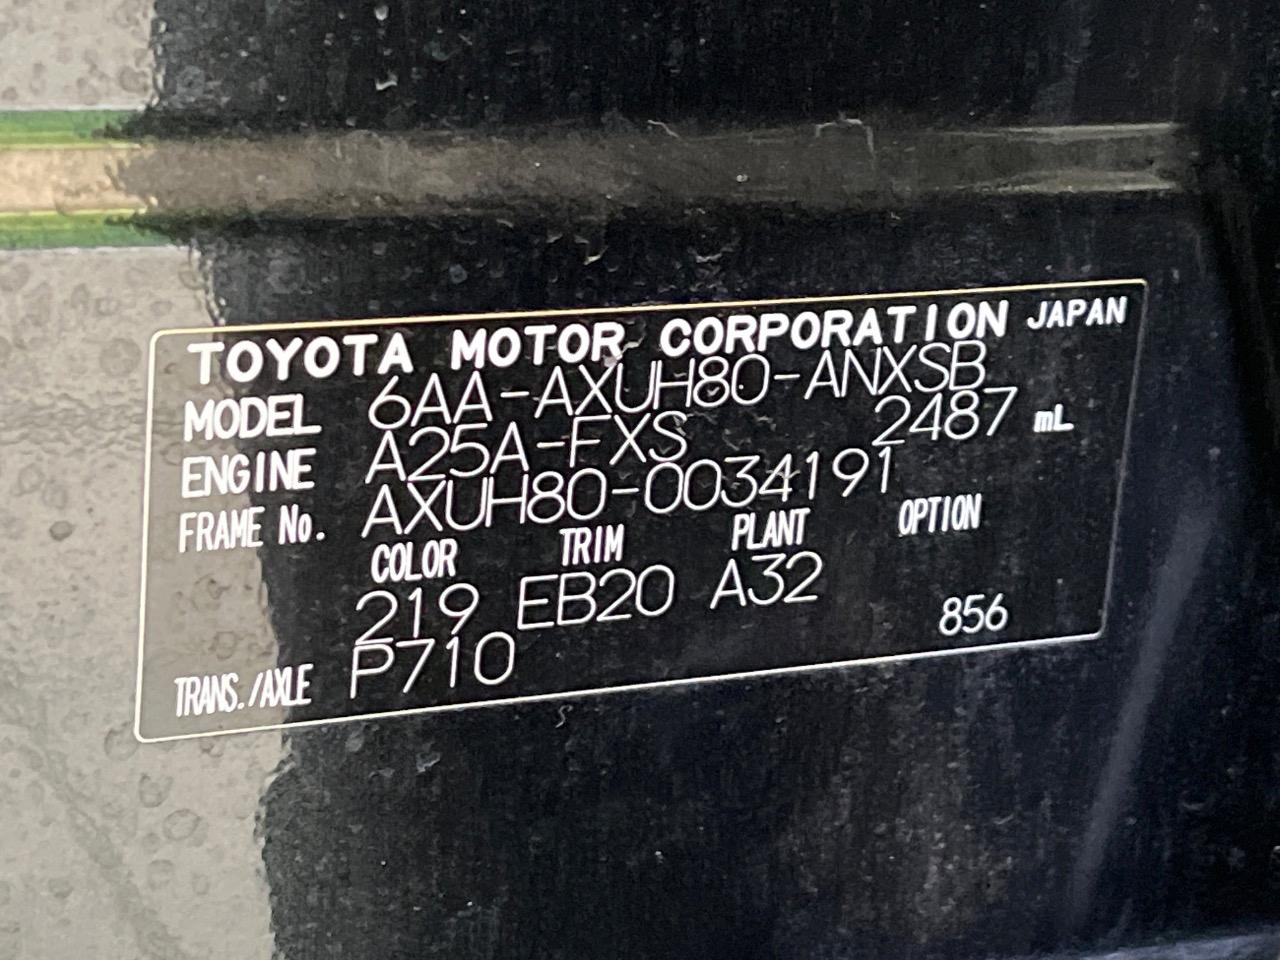 TOYOTA MOTOR CORPORATION JAPAN
MODEL 6AA-AXUH80-ANXSB
ENGINE A25A-FXS 2487 mL
FRAME No. AXUH80-0034191
COLOR TRIM PLANT OPTION
219 EB20 A32
TRANS./AXLE P710 856